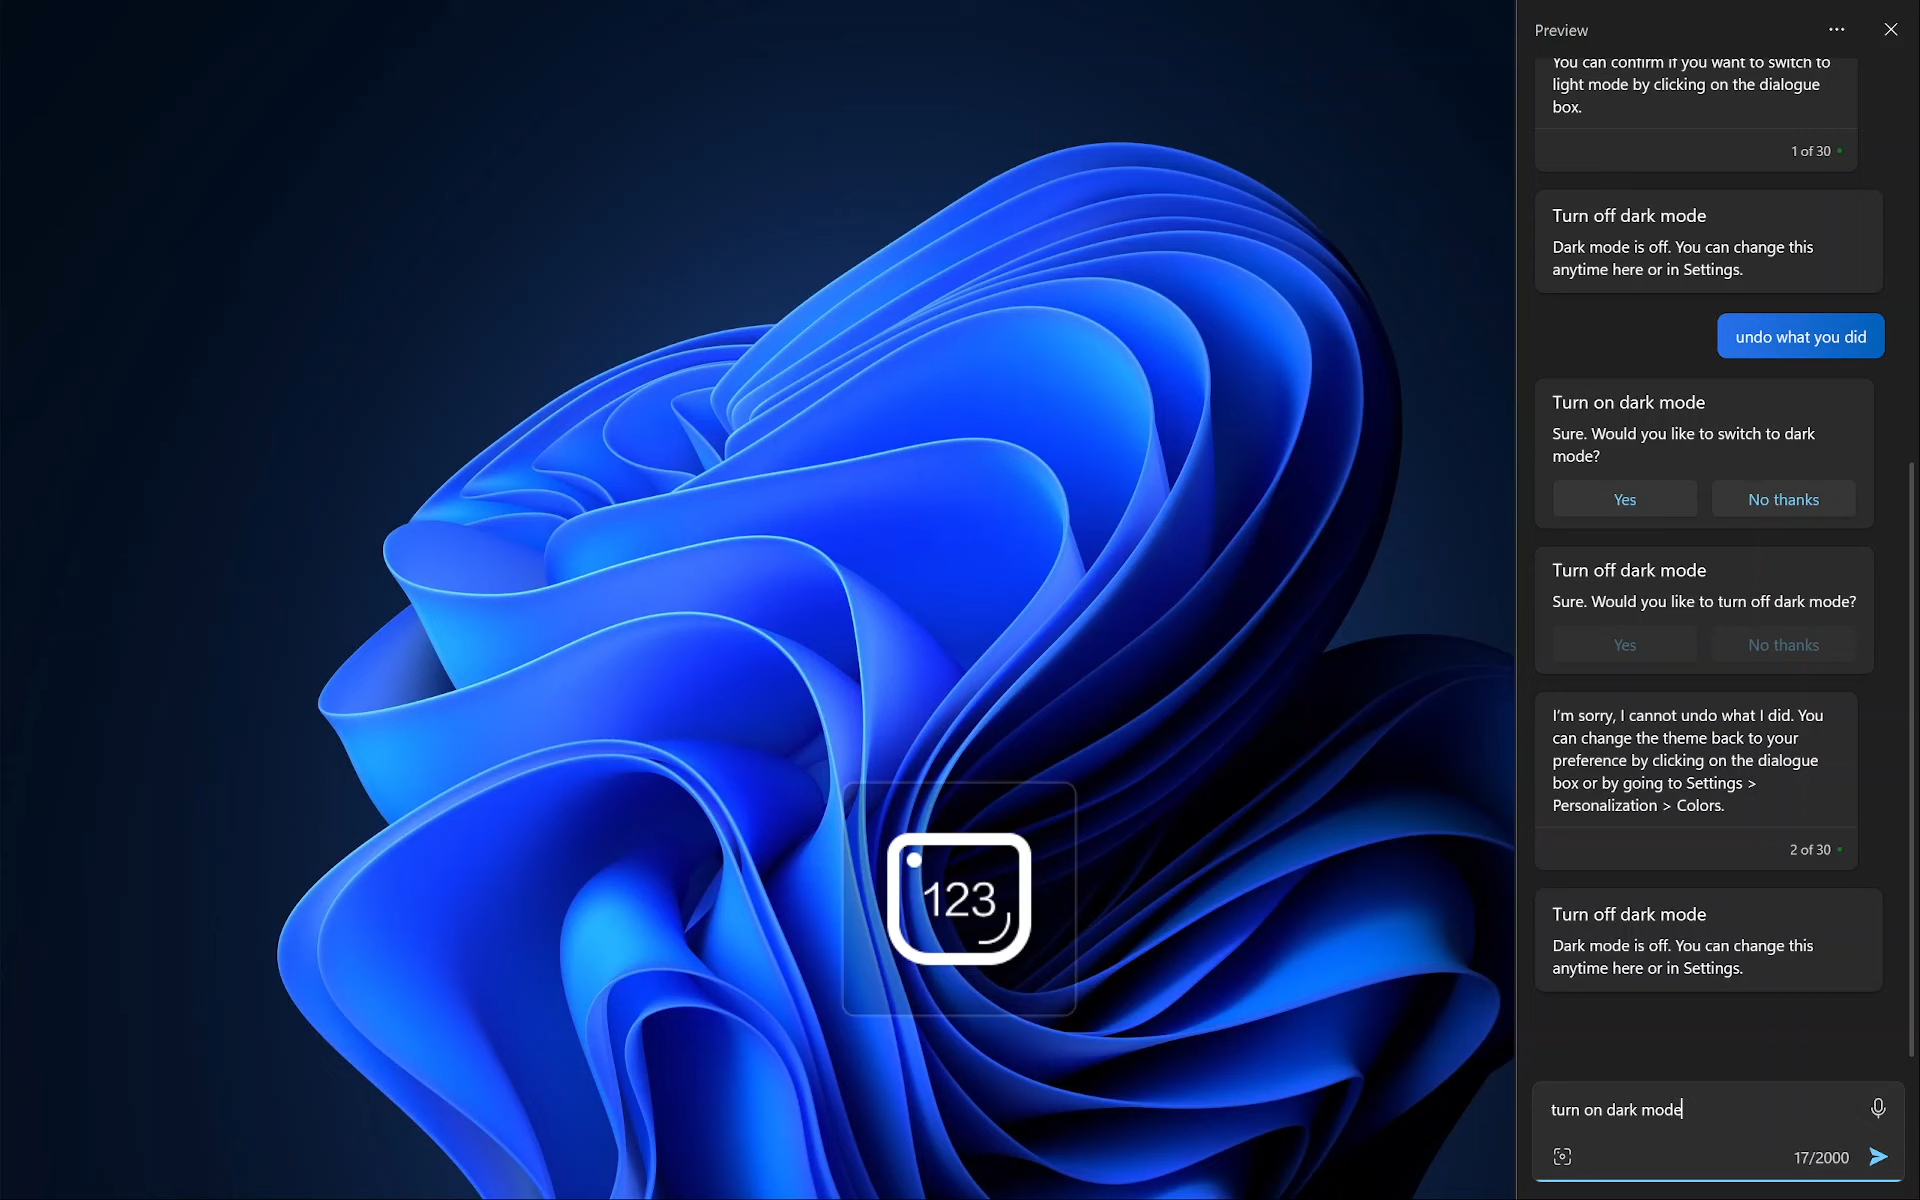 Preview
You can confirm if you want to switch to
light mode by clicking on the dialogue
box.
1 of 30
Turn off dark mode
Dark mode is off. You can change this
anytime here or in Settings.
undo what you did
Turn on dark mode
Sure. Would you like to switch to dark
mode?
Yes
No thanks
Turn off dark mode
Sure. Would you like to turn off dark mode?
Yes
No thanks
I'm sorry, I cannot undo what I did. You
can change the theme back to your
preference by clicking on the dialogue
box or by going to Settings >
Personalization > Colors.
2 of 30
Turn off dark mode
Dark mode is off. You can change this
anytime here or in Settings.
turn on dark mode
17/2000
123